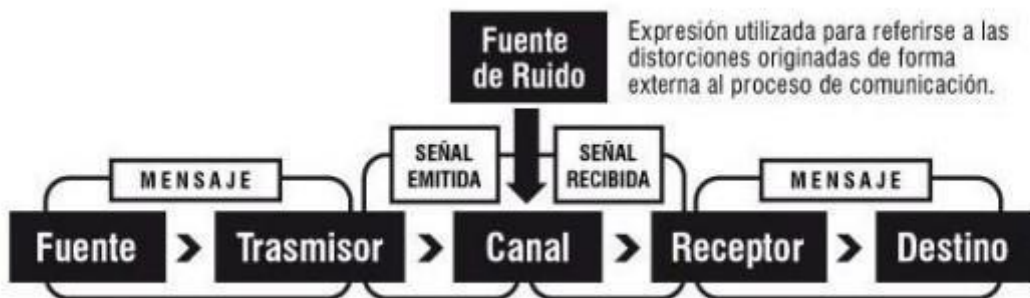 Fuente
de Ruido
Expresión utilizada para referirse a las
distorciones originadas de forma
externa al proceso de comunicación.
MENSAJE
SEÑAL
EMITIDA
SEÑAL
RECIBIDA
MENSAJE
Fuente > Trasmisor > Canal > Receptor > Destino